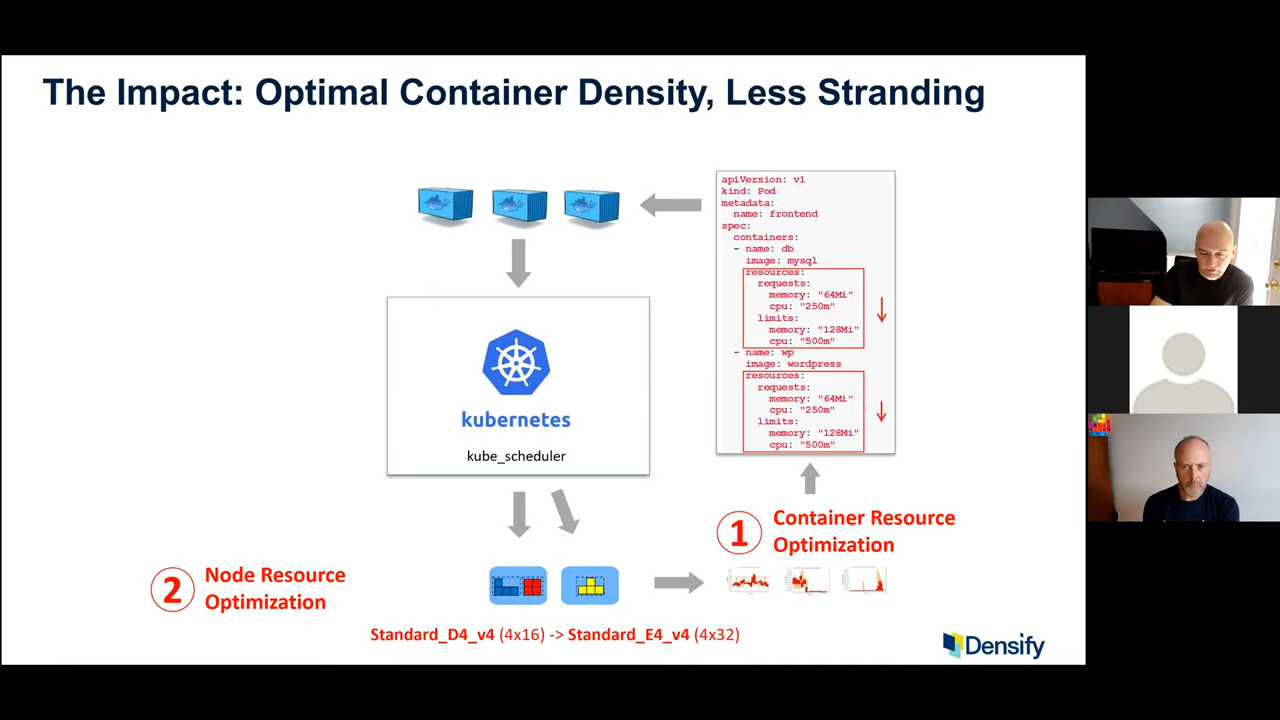 The Impact: Optimal Container Density, Less Stranding
apiVersion: v1
kind: Pod
metadata:
name: frontend
spec:
containers:
- name: db
image: mysql
resources:
requests:
memory: "64Mi"
cpu: "250m"
limits:
memory: "128Mi"
cpu: "500m"
- name: wp
image: wordpress
resources:
requests:
memory: "64Mi"
cpu: "250m"
limits:
memory: "128Mi"
cpu: "500m"
kubernetes
kube_scheduler
1
Container Resource
Optimization
2
Node Resource
Optimization
Standard_D4_v4 (4x16) -> Standard_E4_v4 (4x32)
Densify